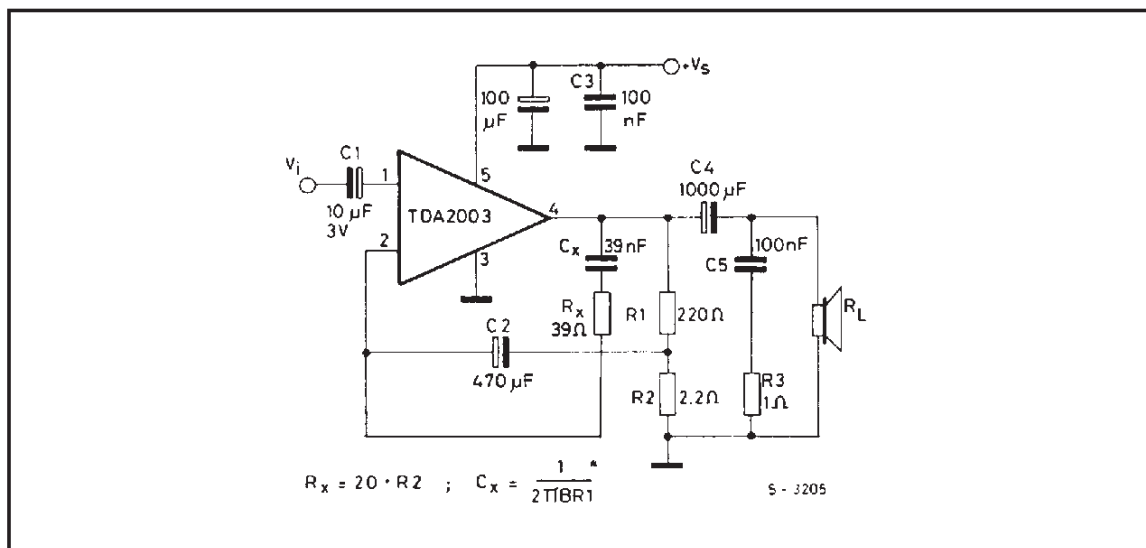 +Vs
C3
100 µF
100 nF
Vi
C1
10 µF
3V
1
2
5
TDA2003
4
3
C4
1000 µF
Cx
39nF
100nF
C5
Rx
39Ω
R1
220Ω
RL
C2
470 µF
R2
2.2Ω
R3
1Ω
Rx = 20 • R2 ; Cx = 1 / 2πBR1 *
S - 3205